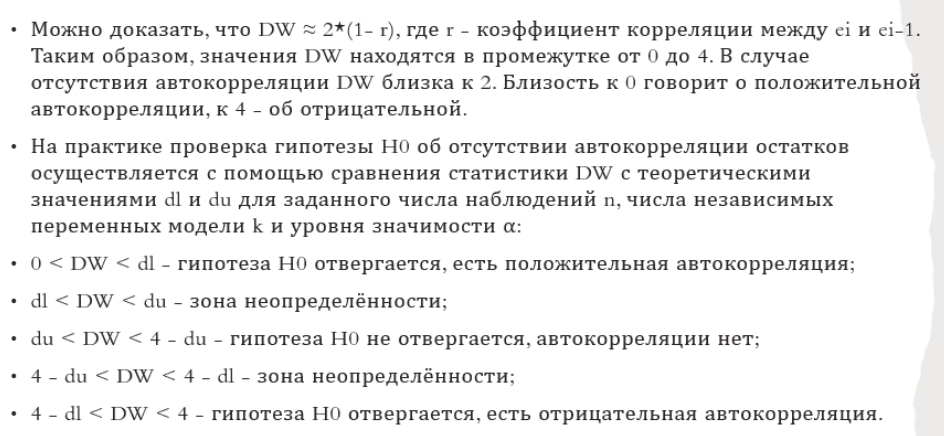 • Можно доказать, что DW ≈ 2★(1- r), где r – коэффициент корреляции между ei и ei-1.
Таким образом, значения DW находятся в промежутке от 0 до 4. В случае
отсутствия автокорреляции DW близка к 2. Близость к 0 говорит о положительной
автокорреляции, к 4 – об отрицательной.
• На практике проверка гипотезы H0 об отсутствии автокорреляции остатков
осуществляется с помощью сравнения статистики DW с теоретическими
значениями dl и du для заданного числа наблюдений n, числа независимых
переменных модели k и уровня значимости α:
• 0 < DW < dl – гипотеза H0 отвергается, есть положительная автокорреляция;
• dl < DW < du – зона неопределённости;
• du < DW < 4 – du – гипотеза H0 не отвергается, автокорреляции нет;
• 4 – du < DW < 4 – dl – зона неопределённости;
• 4 – dl < DW < 4 – гипотеза H0 отвергается, есть отрицательная автокорреляция.